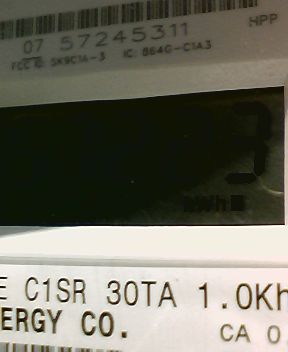 07 57245311 HPP
FCC ID: SK9C1A-3 IC: 864G-C1A3
3
kWh
E C1SR 30TA 1.0Kh
ERGY CO. CA 0.